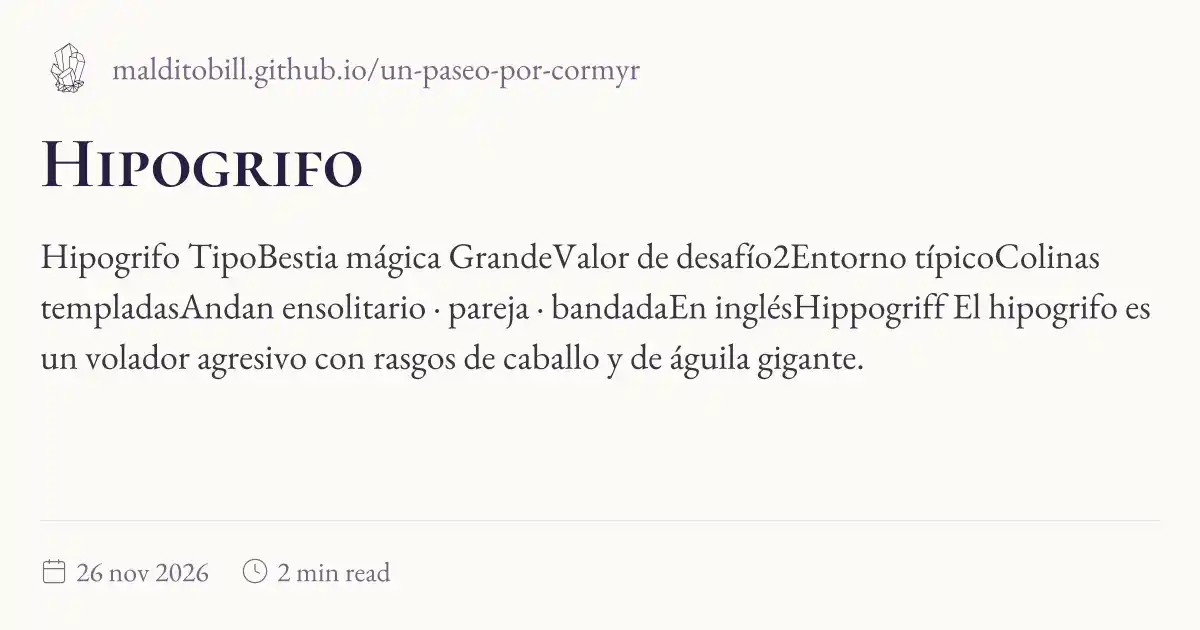 malditobill.github.io/un-paseo-por-cormyr
Hipogrifo
Hipogrifo TipoBestia mágica GrandeValor de desafío2Entorno típicoColinas
templadasAndan ensolitario · pareja · bandadaEn inglésHippogriff El hipogrifo es
un volador agresivo con rasgos de caballo y de águila gigante.
26 nov 2026 2 min read